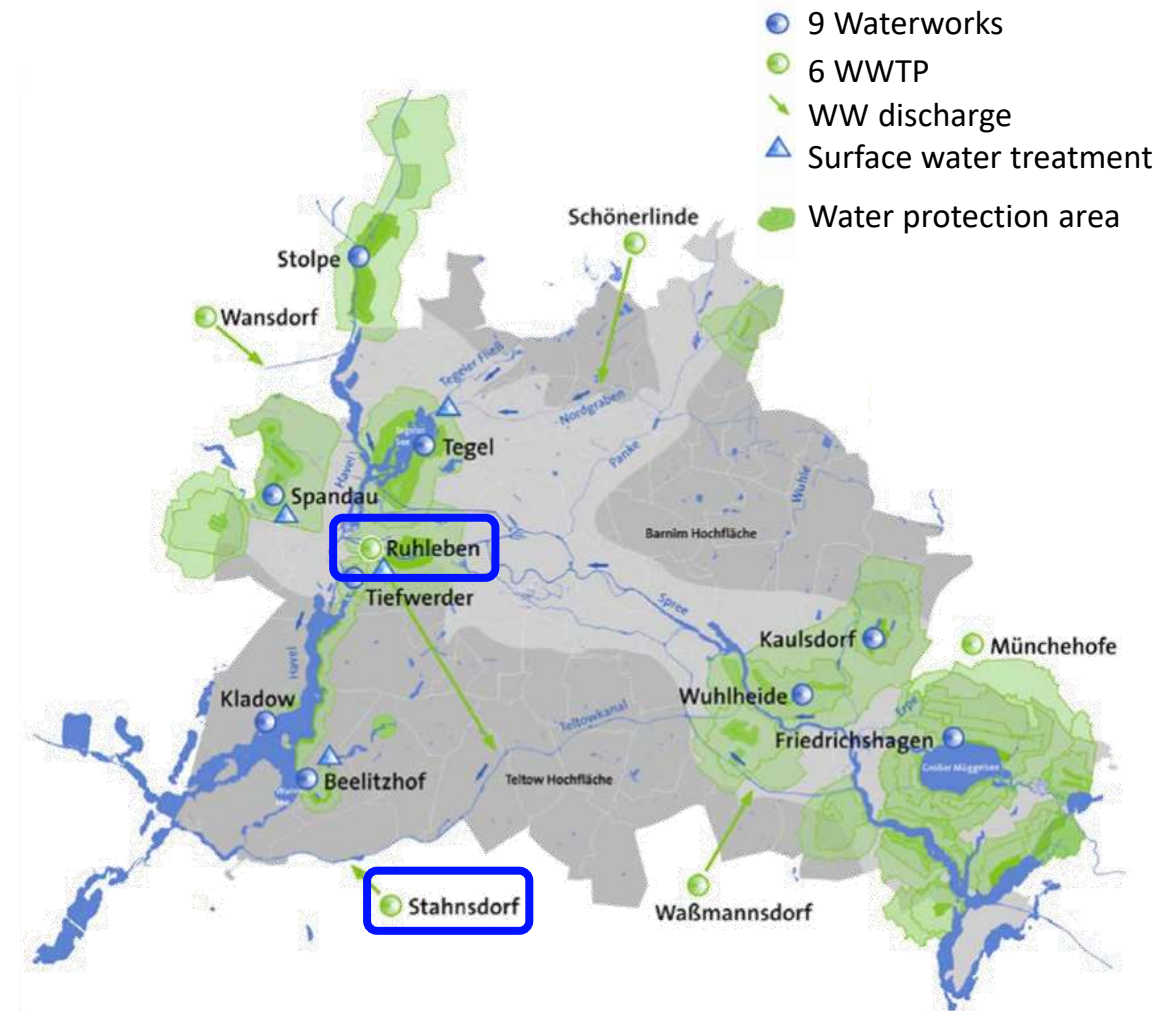 9 Waterworks
6 WWTP
WW discharge
Surface water treatment
Water protection area
Schönerlinde
Stolpe
Wansdorf
Tegeler Fließ
Nordgraben
Tegel
Panke
Havel
Wuhle
Spandau
Barnim Hochfläche
Ruhleben
Tiefwerder
Spree
Kaulsdorf
Münchehofe
Havel
Wuhlheide
Kladow
Erpe
Teltowkanal
Friedrichshagen
Großer Müggelsee
Beelitzhof
Teltow Hochfläche
Stahnsdorf
Waßmannsdorf